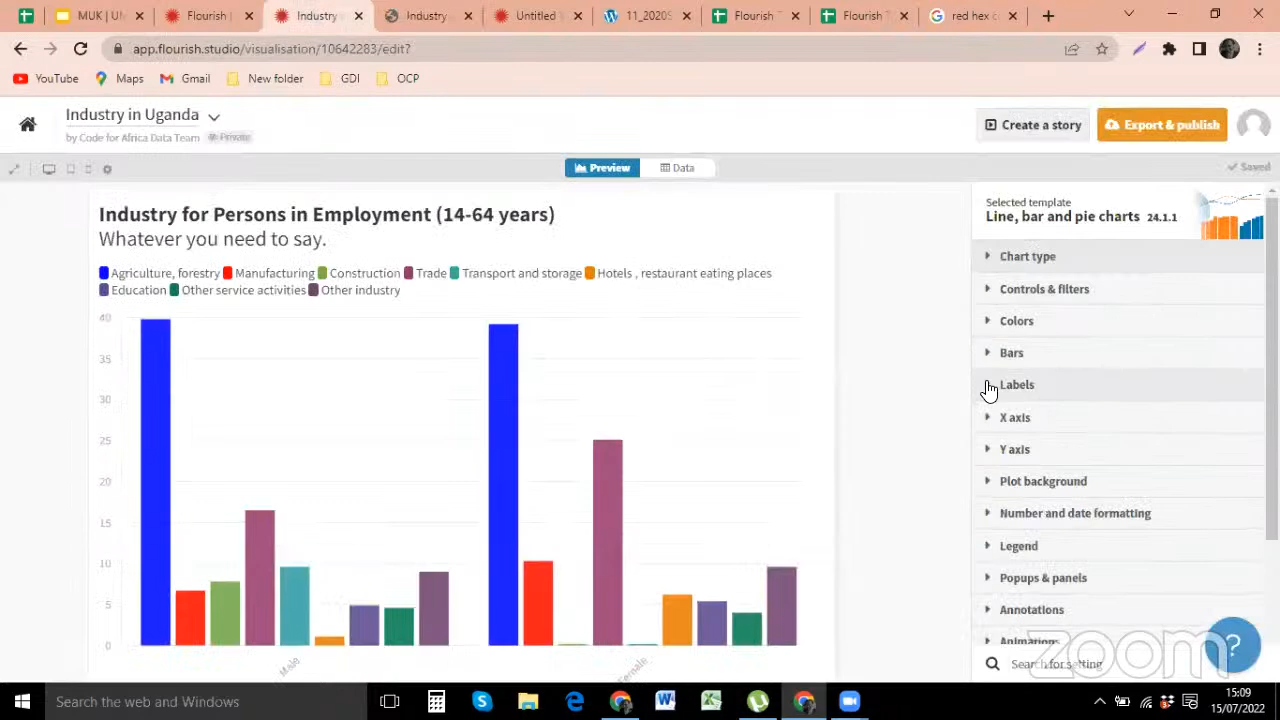 MUK | UM
Flourish
Industry
Industry
Untitled
11_2020S
Flourish
Flourish
red hex c
app.flourish.studio/visualisation/10642283/edit?
YouTube
Maps
Gmail
New folder
GDI
OCP
Industry in Uganda
by Code for Africa Data Team
Private
Create a story
Export & publish
Preview
Data
Saved
Industry for Persons in Employment (14-64 years)
Whatever you need to say.
Agriculture, forestry Manufacturing Construction Trade Transport and storage Hotels , restaurant eating places
Education Other service activities Other industry
40
35
30
25
20
15
10
5
0
Male
Female
Selected template
Line, bar and pie charts 24.1.1
Chart type
Controls & filters
Colors
Bars
Labels
X axis
Y axis
Plot background
Number and date formatting
Legend
Popups & panels
Annotations
Animations
Search for setting
zoom
?
Search the web and Windows
15:09
15/07/2022